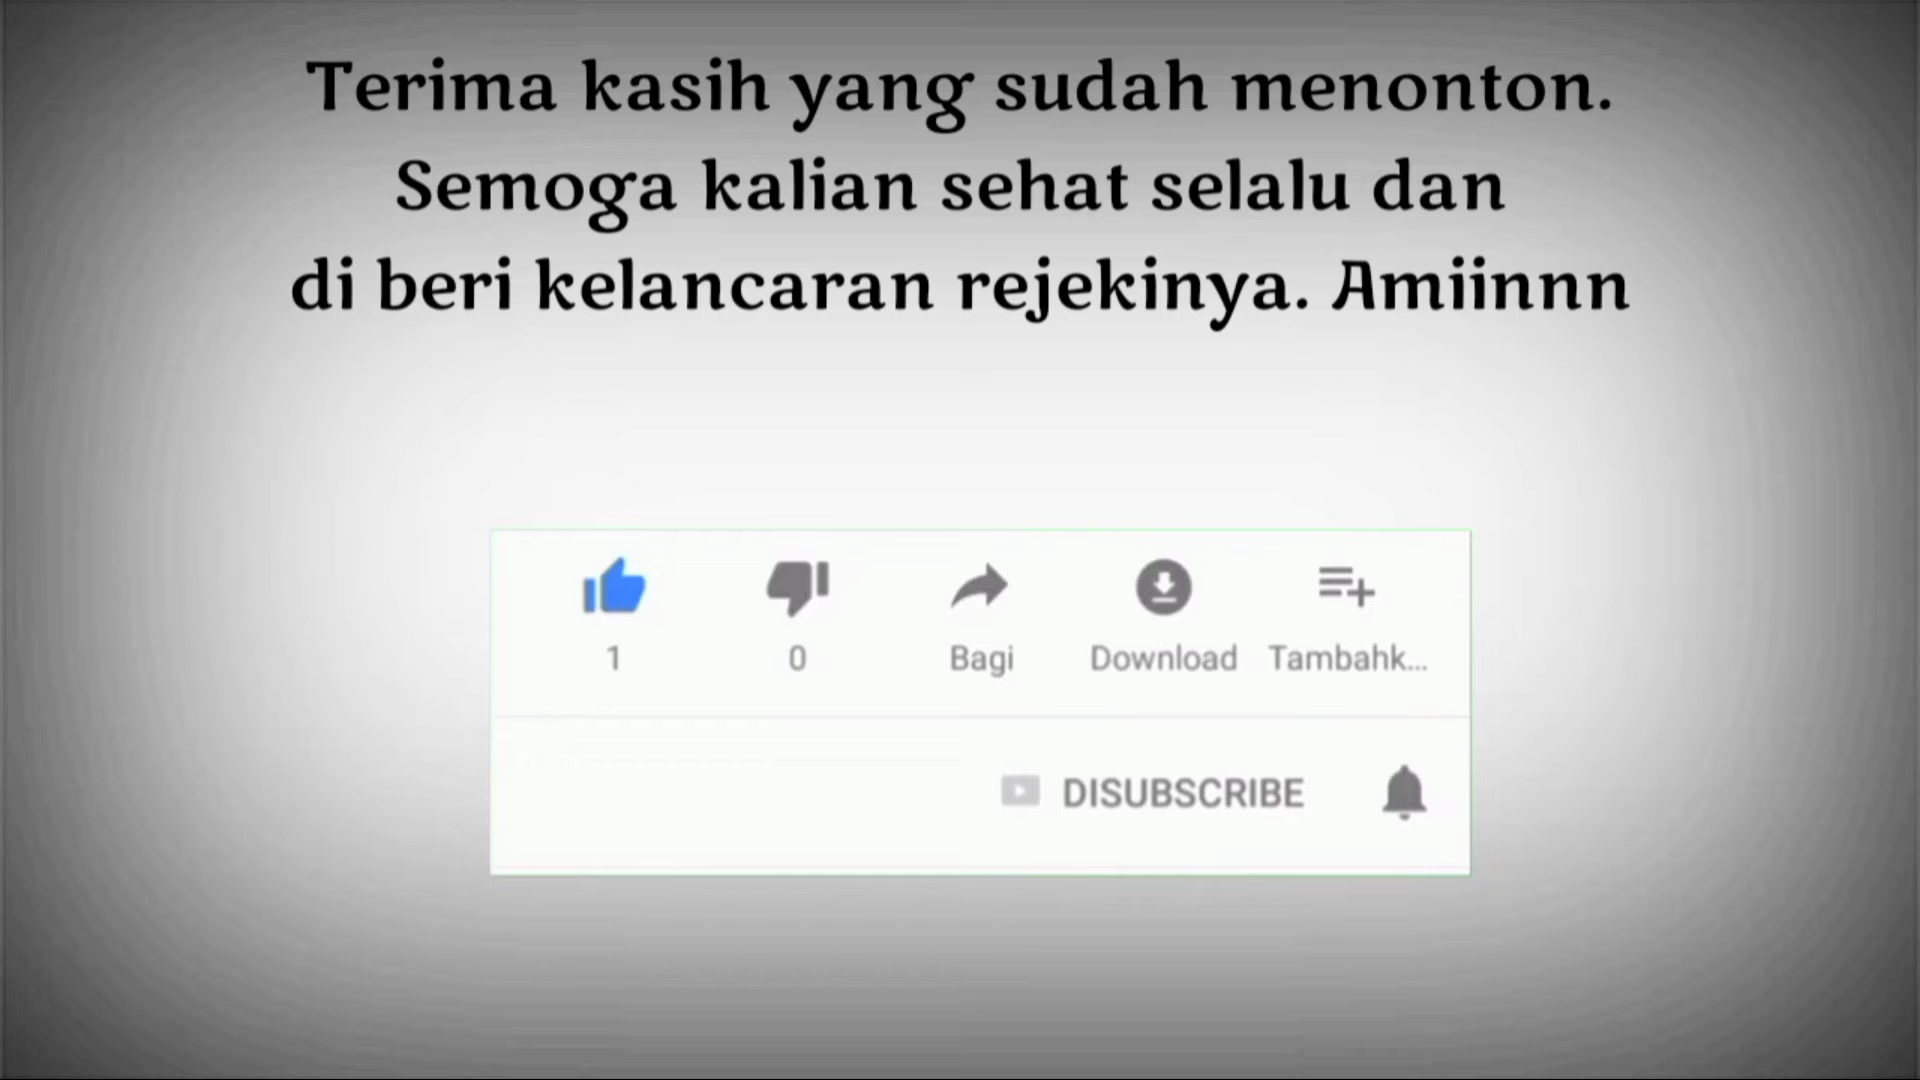 Terima kasih yang sudah menonton.
Semoga kalian sehat selalu dan
di beri kelancaran rejekinya. Amiinnn
1 0 Bagi Download Tambahk...
DISUBSCRIBE